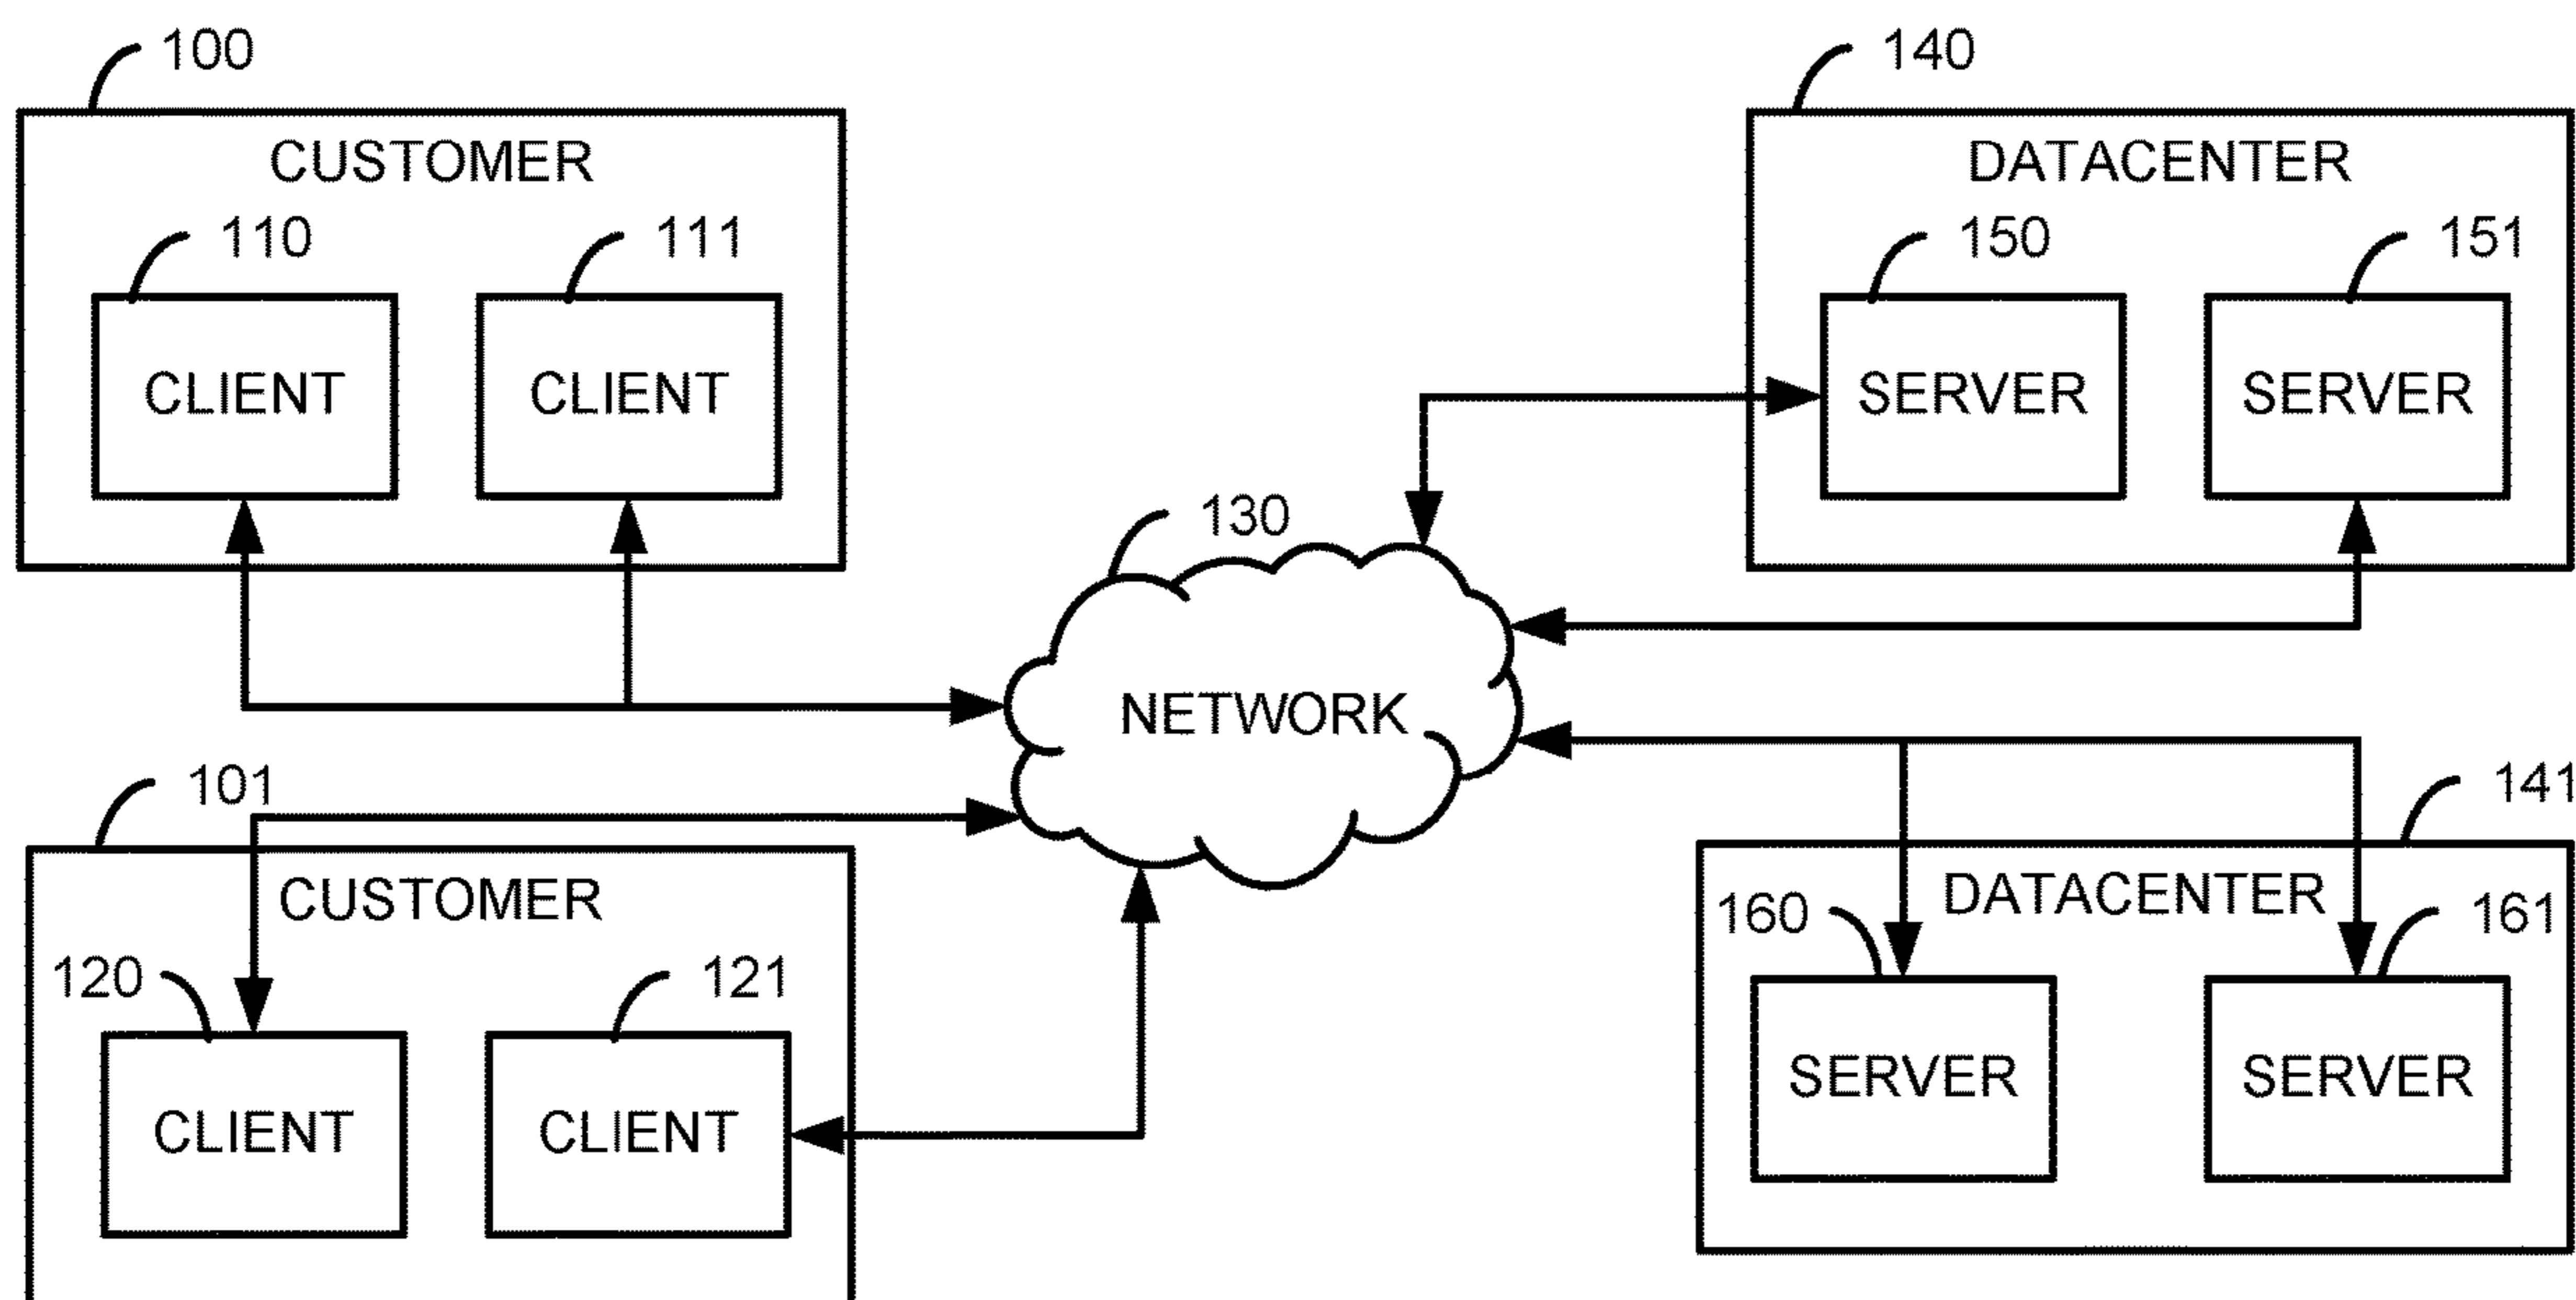 100
CUSTOMER
110
111
CLIENT
CLIENT
140
DATACENTER
150
151
SERVER
SERVER
130
NETWORK
101
CUSTOMER
120
121
CLIENT
CLIENT
141
DATACENTER
160
161
SERVER
SERVER